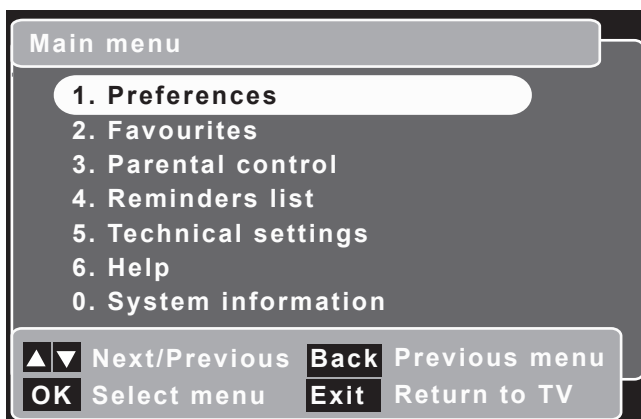 Main menu
1. Preferences
2. Favourites
3. Parental control
4. Reminders list
5. Technical settings
6. Help
0. System information
▲▼ Next/Previous Back Previous menu
OK Select menu Exit Return to TV